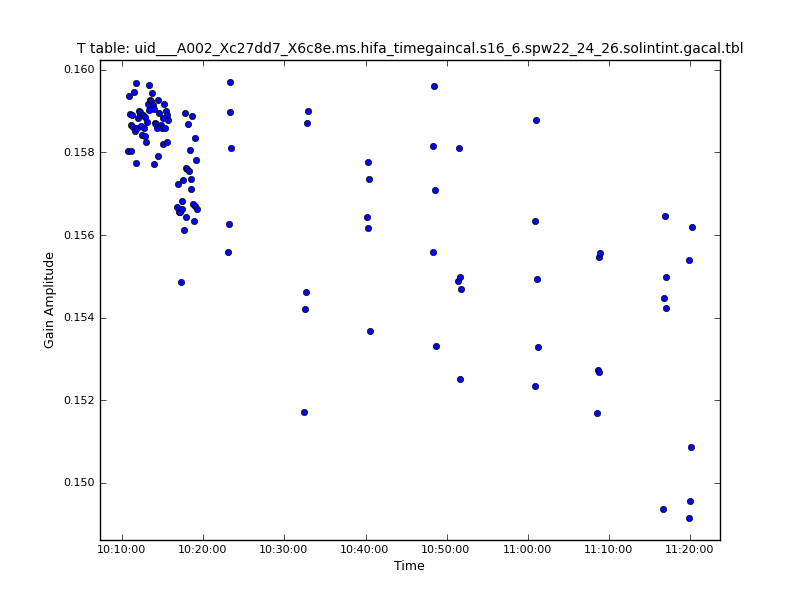 T table: uid___A002_Xc27dd7_X6c8e.ms.hifa_timegaincal.s16_6.spw22_24_26.solintint.gacal.tbl
0.160
0.158
0.156
0.154
0.152
0.150
Gain Amplitude
10:10:00 10:20:00 10:30:00 10:40:00 10:50:00 11:00:00 11:10:00 11:20:00
Time